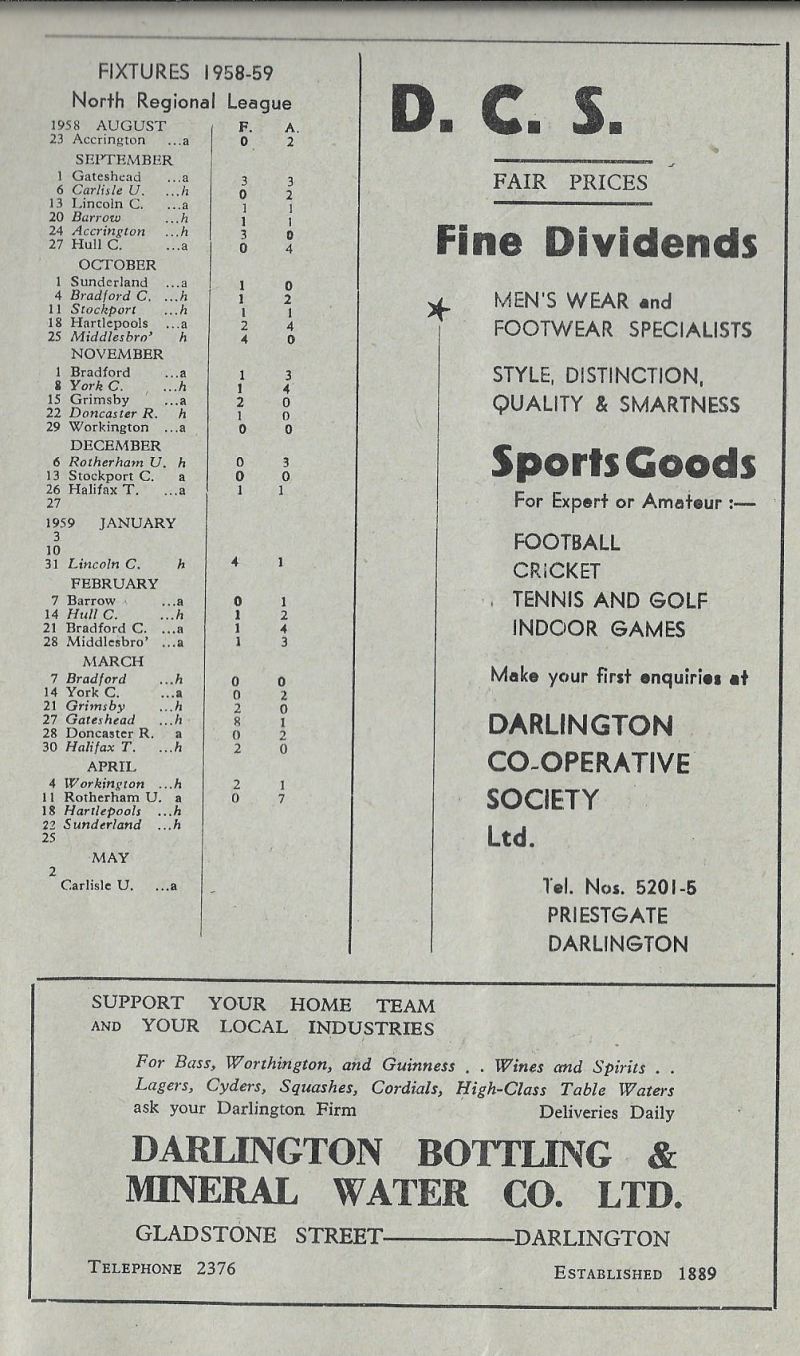 FIXTURES 1958-59
North Regional League
1958 AUGUST F. A.
23 Accrington ...a 0 2
SEPTEMBER
1 Gateshead ...a 3 3
6 Carlisle U. ...h 0 2
13 Lincoln C. ...a 1 1
20 Barrow ...h 1 1
24 Accrington ...h 3 0
27 Hull C. ...a 0 4
OCTOBER
1 Sunderland ...a 1 0
4 Bradford C. ...h 1 2
11 Stockport ...h 1 1
18 Hartlepools ...a 2 4
25 Middlesbro' h 4 0
NOVEMBER
1 Bradford ...a 1 3
8 York C. ...h 1 4
15 Grimsby ...a 2 0
22 Doncaster R. h 1 0
29 Workington ...a 0 0
DECEMBER
6 Rotherham U. h 0 3
13 Stockport C. a 0 0
26 Halifax T. ...a 1 1
27
1959 JANUARY
3
10
31 Lincoln C. h 4 1
FEBRUARY
7 Barrow ...a 0 1
14 Hull C. ...h 1 2
21 Bradford C. ...a 1 4
28 Middlesbro' ...a 1 3
MARCH
7 Bradford ...h 0 0
14 York C. ...a 0 2
21 Grimsby ...h 2 0
27 Gateshead ...h 8 1
28 Doncaster R. a 0 2
30 Halifax T. ...h 2 0
APRIL
4 Workington ...h 2 1
11 Rotherham U. a 0 7
18 Hartlepools ...h
22 Sunderland ...h
25
MAY
2
Carlisle U. ...a
D. C. S.
FAIR PRICES
Fine Dividends
MEN'S WEAR and
FOOTWEAR SPECIALISTS
STYLE, DISTINCTION,
QUALITY & SMARTNESS
Sports Goods
For Expert or Amateur :—
FOOTBALL
CRICKET
TENNIS AND GOLF
INDOOR GAMES
Make your first enquiries at
DARLINGTON
CO-OPERATIVE
SOCIETY
Ltd.
Tel. Nos. 5201-5
PRIESTGATE
DARLINGTON
SUPPORT YOUR HOME TEAM
AND YOUR LOCAL INDUSTRIES
For Bass, Worthington, and Guinness . . Wines and Spirits . .
Lagers, Cyders, Squashes, Cordials, High-Class Table Waters
ask your Darlington Firm Deliveries Daily
DARLINGTON BOTTLING &
MINERAL WATER CO. LTD.
GLADSTONE STREET————DARLINGTON
TELEPHONE 2376 ESTABLISHED 1889